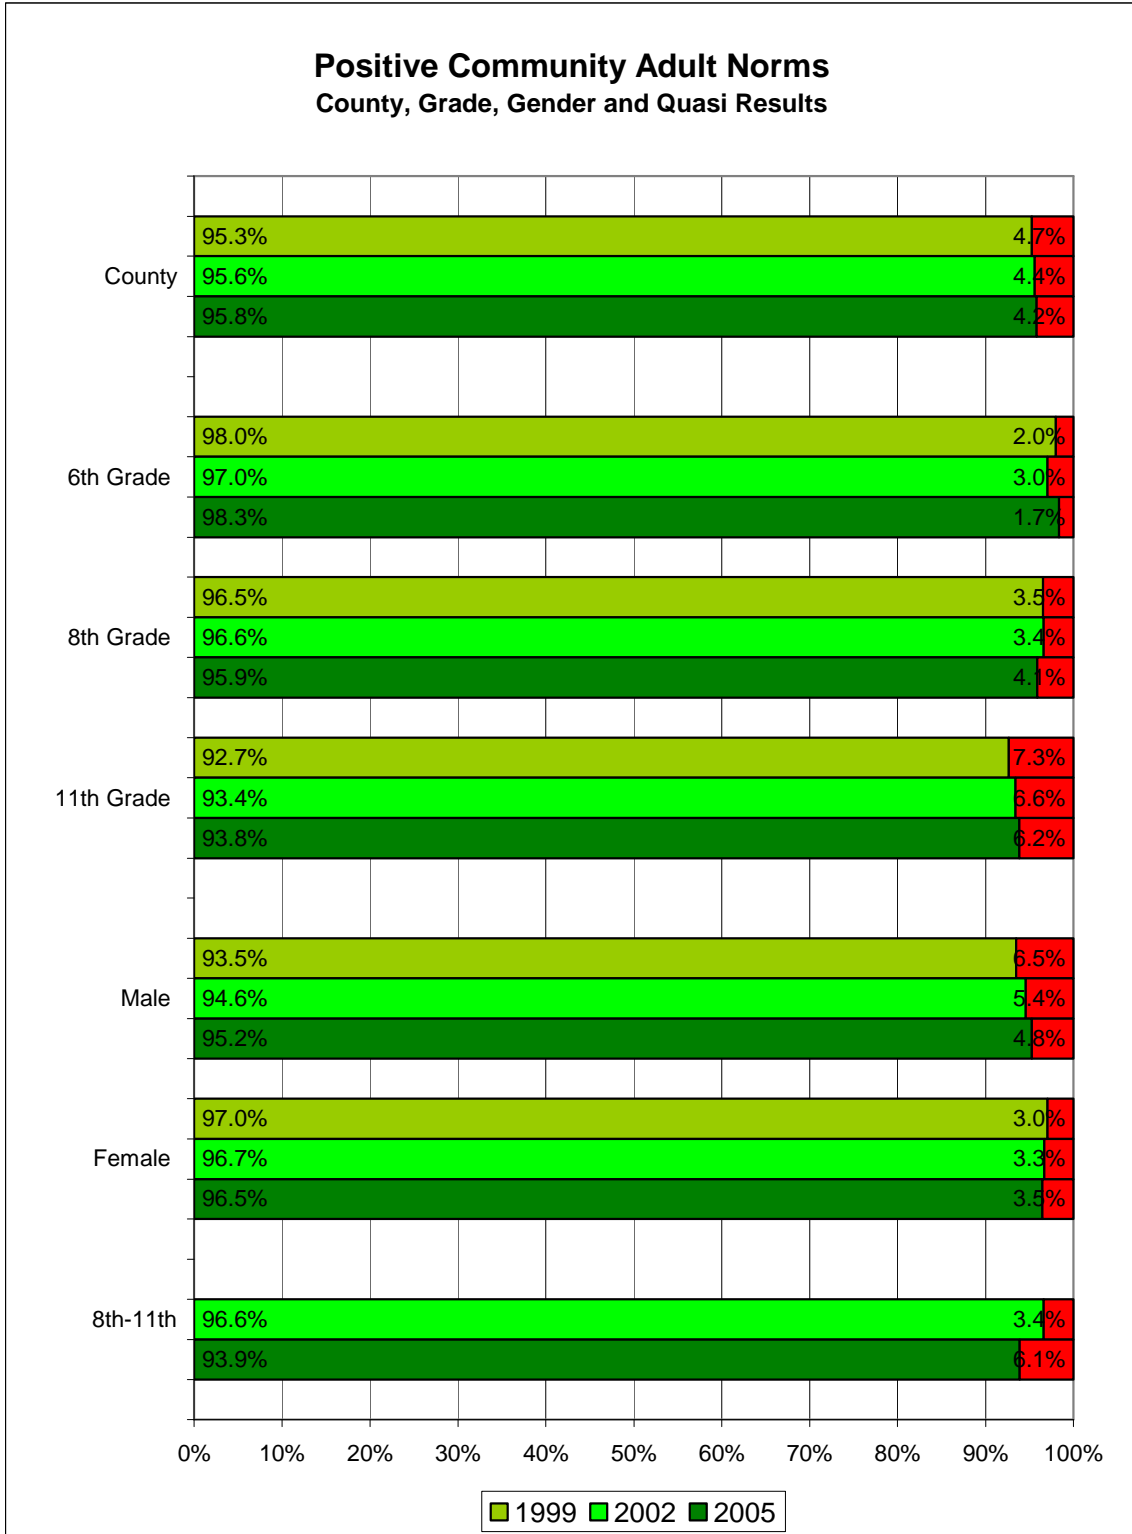 Positive Community Adult Norms
County, Grade, Gender and Quasi Results
95.3% 4.7%
County 95.6% 4.4%
95.8% 4.2%
98.0% 2.0%
6th Grade 97.0% 3.0%
98.3% 1.7%
96.5% 3.5%
8th Grade 96.6% 3.4%
95.9% 4.1%
92.7% 7.3%
11th Grade 93.4% 6.6%
93.8% 6.2%
93.5% 6.5%
Male 94.6% 5.4%
95.2% 4.8%
97.0% 3.0%
Female 96.7% 3.3%
96.5% 3.5%
8th-11th 96.6% 3.4%
93.9% 6.1%
0% 10% 20% 30% 40% 50% 60% 70% 80% 90% 100%
1999 2002 2005